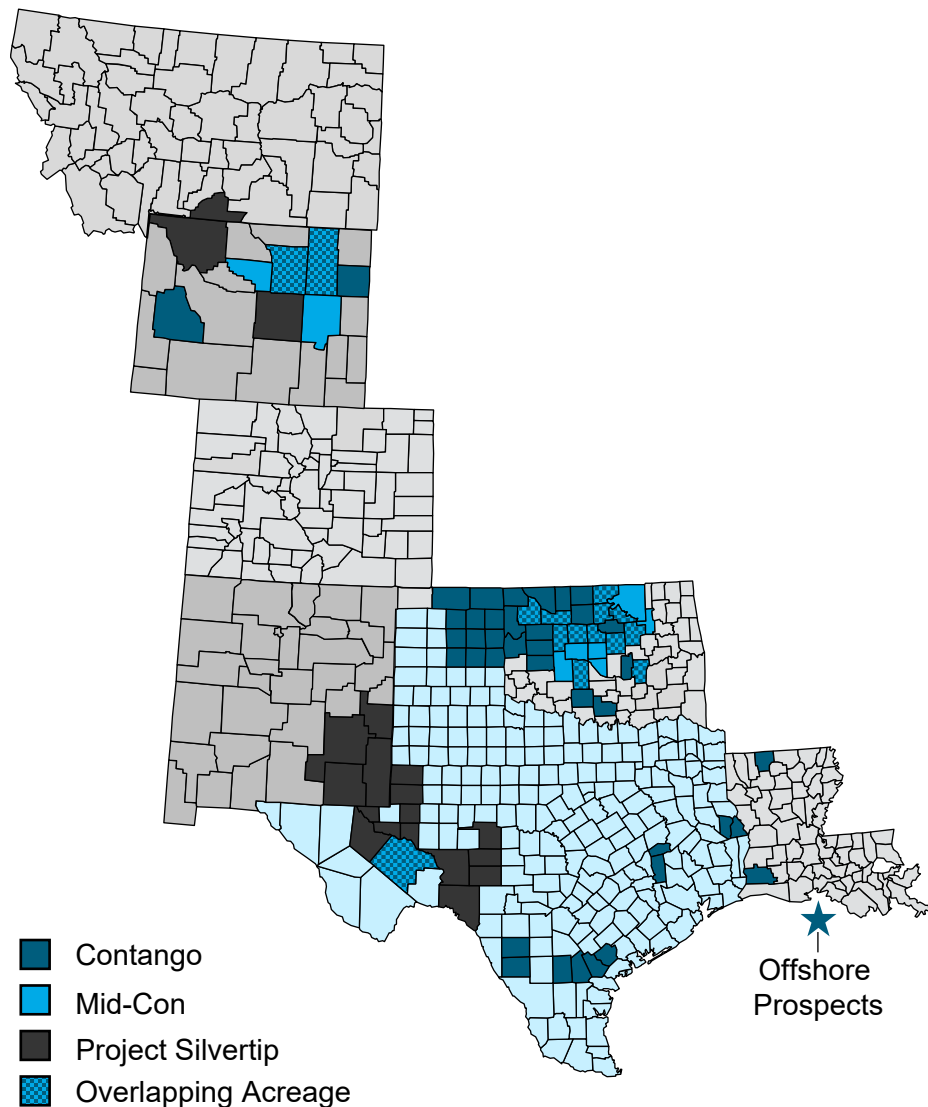 Contango
Mid-Con
Project Silvertip
Overlapping Acreage
Offshore
Prospects